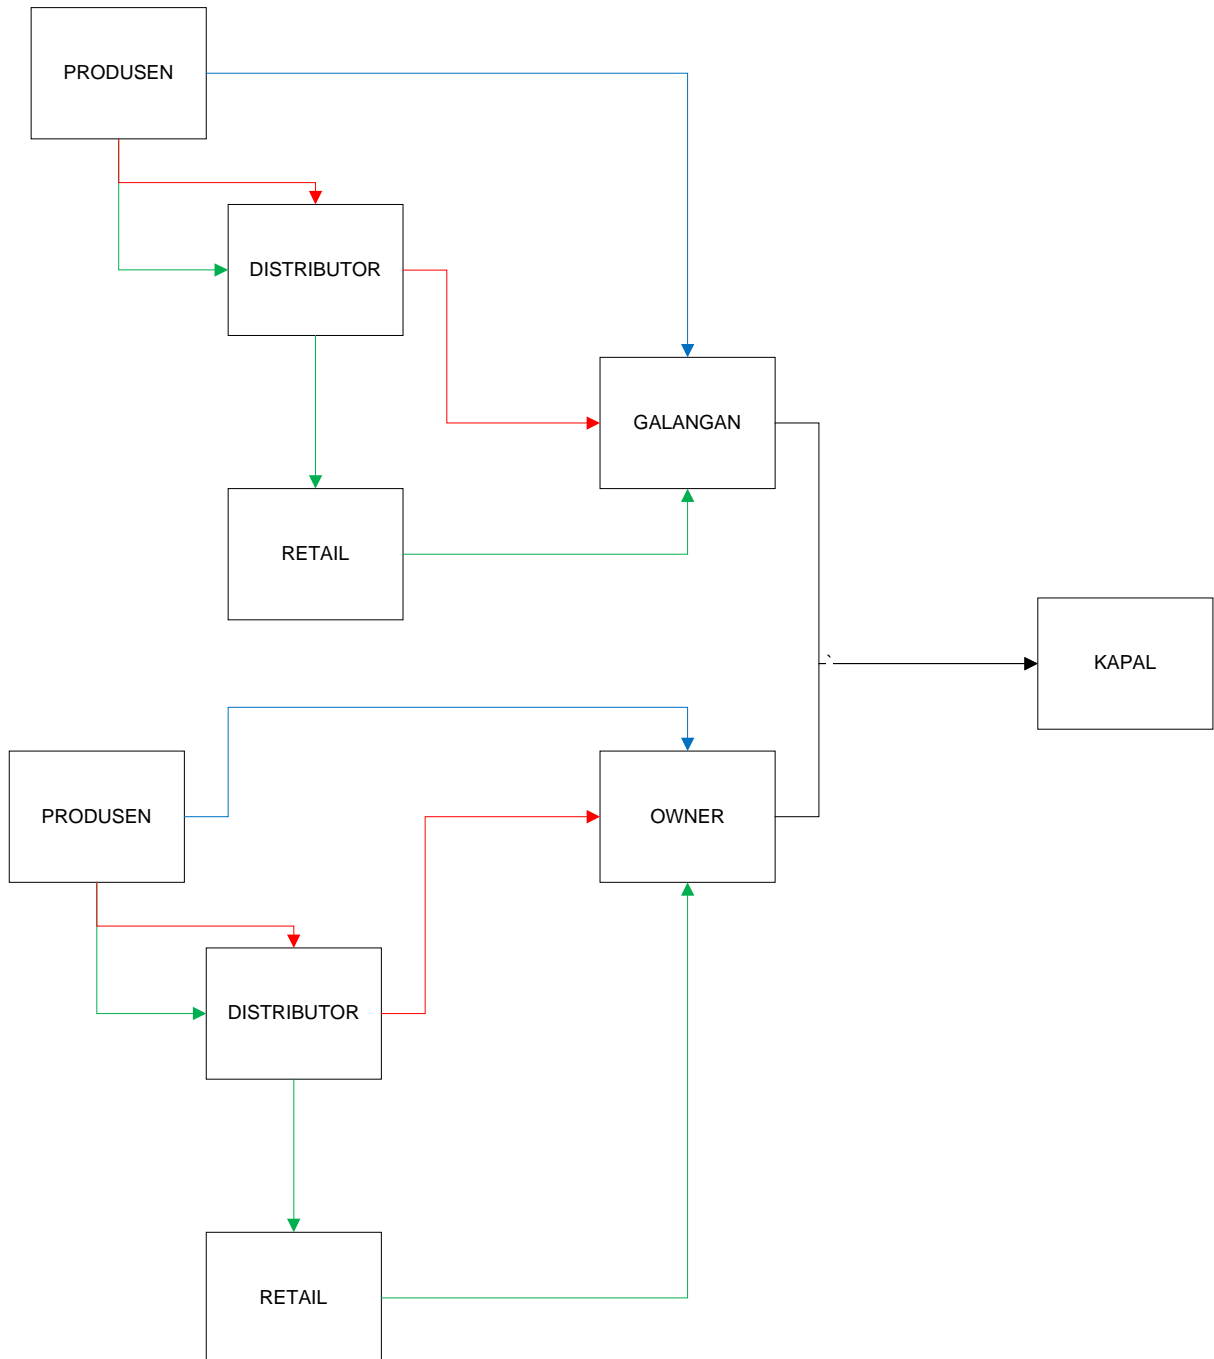 PRODUSEN
DISTRIBUTOR
GALANGAN
RETAIL
`
KAPAL
PRODUSEN
OWNER
DISTRIBUTOR
RETAIL